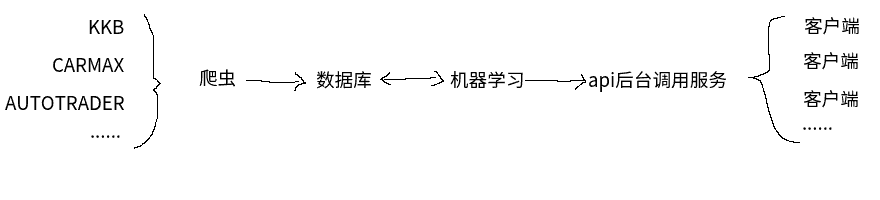 KKB
CARMAX
AUTOTRADER
......
爬虫
数据库
机器学习
api后台调用服务
客户端
客户端
客户端
......